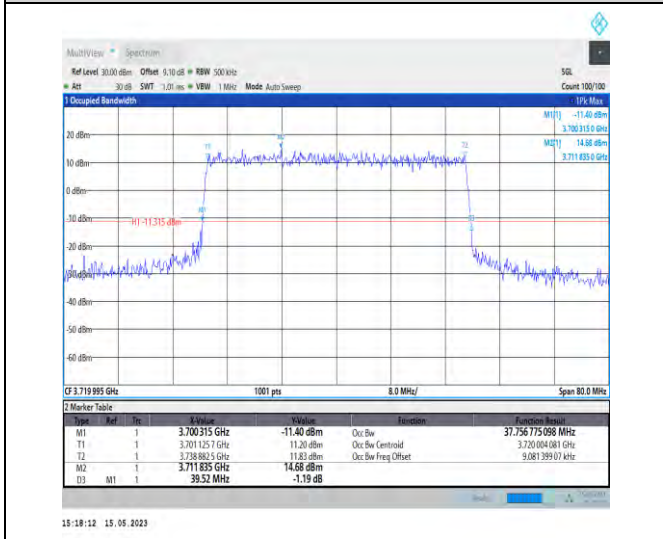 MultiView Spectrum
Ref Level 30.00 dBm Offset 9.10 dB RBW 500 kHz SGL
Att 30 dB SWT 1.01 ms VBW 1 MHz Mode Auto Sweep Count 100/100
1 Occupied Bandwidth 1Pk Max
M1[1] -11.40 dBm
3.700 315 0 GHz
M2[1] 14.68 dBm
3.711 835 0 GHz
20 dBm
M2
T1
T2
10 dBm
0 dBm
M1
-10 dBm
H1 -11.315 dBm
D3
-20 dBm
-30 dBm
-40 dBm
-50 dBm
-60 dBm
CF 3.719 995 GHz 1001 pts 8.0 MHz/ Span 80.0 MHz
2 Marker Table
Type Ref Trc X-Value Y-Value Function Function Result
M1 1 3.700 315 GHz -11.40 dBm Occ Bw 37.756 775 098 MHz
T1 1 3.701 125 7 GHz 11.20 dBm Occ Bw Centroid 3.720 004 081 GHz
T2 1 3.738 882 5 GHz 11.83 dBm Occ Bw Freq Offset 9.081 399 07 kHz
M2 1 3.711 835 GHz 14.68 dBm
D3 M1 1 39.52 MHz -1.19 dB
15:18:12 15.05.2023